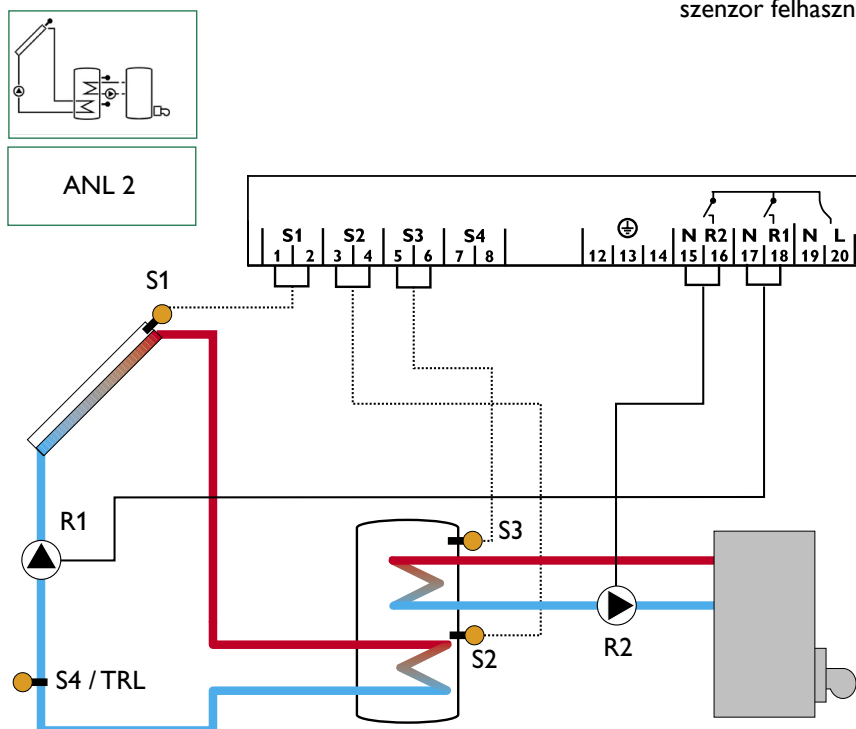 szenzor felhaszn
ANL 2
S1 S2 S3 S4 N R2 N R1 N L
1 2 3 4 5 6 7 8 12 13 14 15 16 17 18 19 20
S1
R1
S3
S2
R2
S4 / TRL